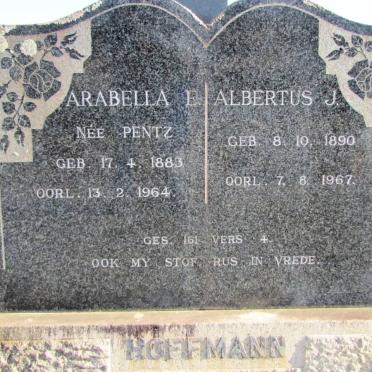 ARABELLA E.
NÉE PENTZ
GEB. 17. 4. 1883
OORL. 13. 2. 1964.
ALBERTUS J.
GEB. 8. 10. 1890
OORL. 7. 8. 1967.
GES. 161 VERS 4.
OOK MY STOF RUS IN VREDE.
HOFFMANN